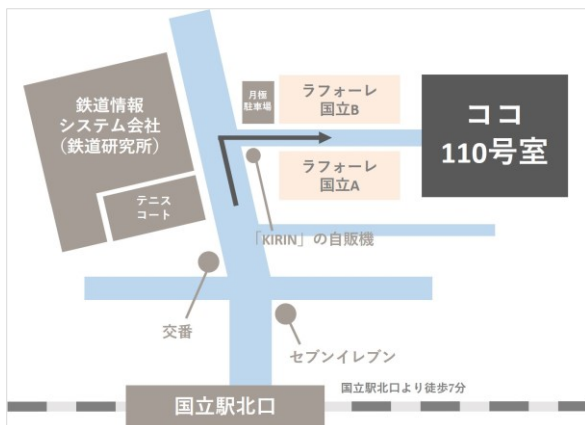 鉄道情報
システム会社
（鉄道研究所）
テニス
コート
月極
駐車場
ラフォーレ
国立B
ラフォーレ
国立A
ココ
110号室
「KIRIN」の自販機
交番
セブンイレブン
国立駅北口より徒歩7分
国立駅北口